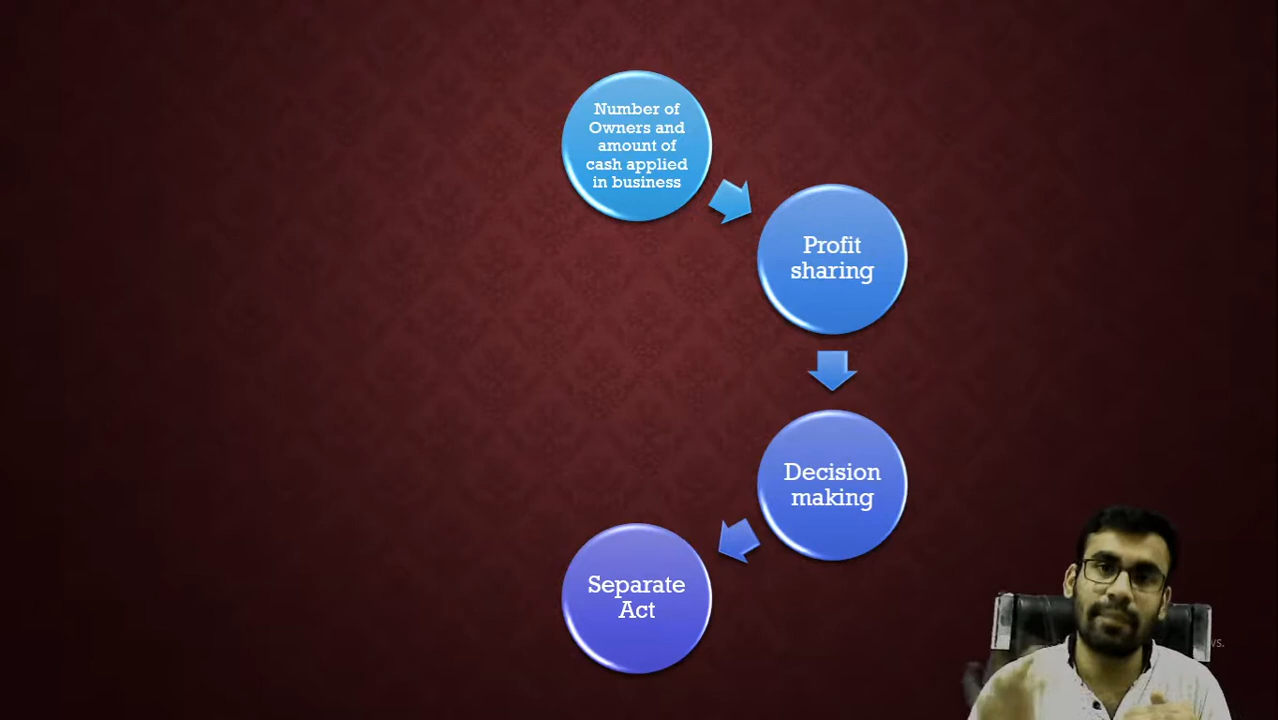 Number of
Owners and
amount of
cash applied
in business
Profit
sharing
Decision
making
Separate
Act